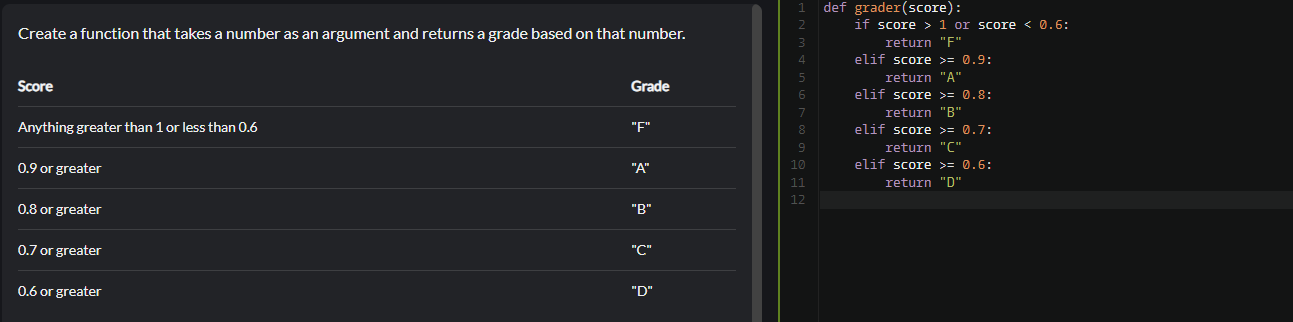 Create a function that takes a number as an argument and returns a grade based on that number.
Score Grade
Anything greater than 1 or less than 0.6 "F"
0.9 or greater "A"
0.8 or greater "B"
0.7 or greater "C"
0.6 or greater "D"
1 def grader(score):
2     if score > 1 or score < 0.6:
3         return "F"
4     elif score >= 0.9:
5         return "A"
6     elif score >= 0.8:
7         return "B"
8     elif score >= 0.7:
9         return "C"
10     elif score >= 0.6:
11         return "D"
12